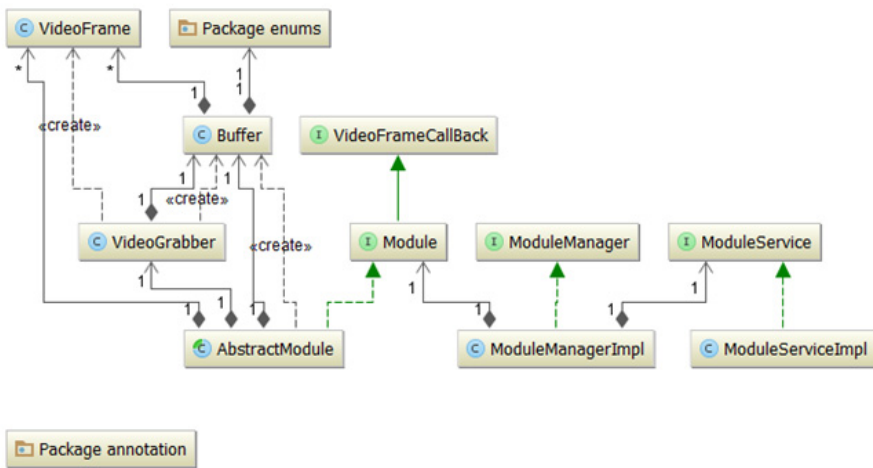 C VideoFrame
Package enums
*
*
1
1
1
«create»
C Buffer
I VideoFrameCallBack
1
1
1
«create»
1
C VideoGrabber
«create»
I Module
I ModuleManager
I ModuleService
1
1
1
1
1
1
1
1
1
C AbstractModule
C ModuleManagerImpl
C ModuleServiceImpl
Package annotation